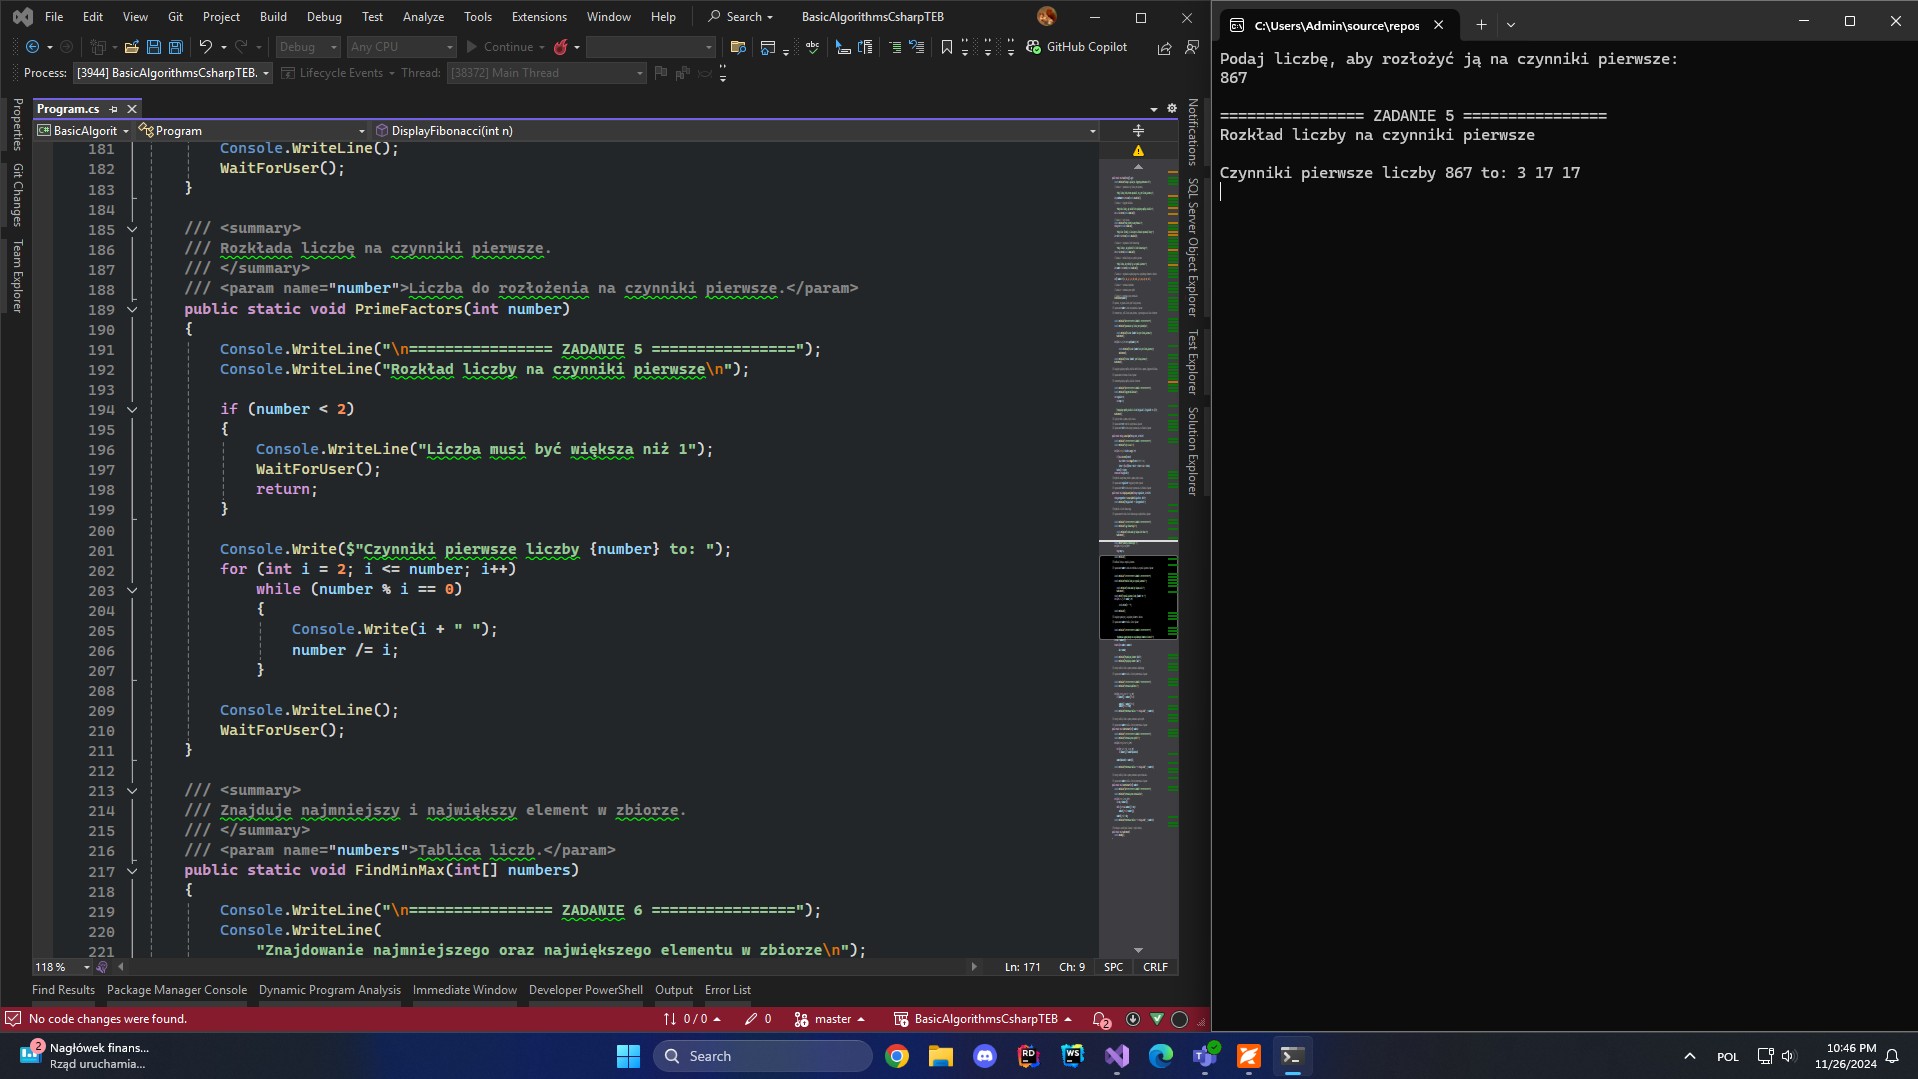 File Edit View Git Project Build Debug Test Analyze Tools Extensions Window Help Search BasicAlgorithmsCsharpTEB
Debug Any CPU Continue GitHub Copilot
Process: [3944] BasicAlgorithmsCsharpTEB. Lifecycle Events Thread: [38372] Main Thread
Properties
Git Changes
Team Explorer
Program.cs
BasicAlgorit Program DisplayFibonacci(int n)
181 Console.WriteLine();
182 WaitForUser();
183 }
184
185 /// <summary>
186 /// Rozkłada liczbę na czynniki pierwsze.
187 /// </summary>
188 /// <param name="number">Liczba do rozłożenia na czynniki pierwsze.</param>
189 public static void PrimeFactors(int number)
190 {
191 Console.WriteLine("\n================ ZADANIE 5 ================");
192 Console.WriteLine("Rozkład liczby na czynniki pierwsze\n");
193
194 if (number < 2)
195 {
196 Console.WriteLine("Liczba musi być większa niż 1");
197 WaitForUser();
198 return;
199 }
200
201 Console.Write($"Czynniki pierwsze liczby {number} to: ");
202 for (int i = 2; i <= number; i++)
203 while (number % i == 0)
204 {
205 Console.Write(i + " ");
206 number /= i;
207 }
208
209 Console.WriteLine();
210 WaitForUser();
211 }
212
213 /// <summary>
214 /// Znajduje najmniejszy i największy element w zbiorze.
215 /// </summary>
216 /// <param name="numbers">Tablica liczb.</param>
217 public static void FindMinMax(int[] numbers)
218 {
219 Console.WriteLine("\n================ ZADANIE 6 ================");
220 Console.WriteLine(
221 "Znajdowanie najmniejszego oraz największego elementu w zbiorze\n");
118 % Ln: 171 Ch: 9 SPC CRLF
Find Results Package Manager Console Dynamic Program Analysis Immediate Window Developer PowerShell Output Error List
No code changes were found. 0 / 0 0 master BasicAlgorithmsCsharpTEB 2
Notifications
SQL Server Object Explorer
Test Explorer
Solution Explorer
C:\Users\Admin\source\repos
Podaj liczbę, aby rozłożyć ją na czynniki pierwsze:
867
================ ZADANIE 5 ================
Rozkład liczby na czynniki pierwsze
Czynniki pierwsze liczby 867 to: 3 17 17
2 Nagłówek finans...
Rząd uruchamia...
Search
RD
WS
POL
10:46 PM
11/26/2024